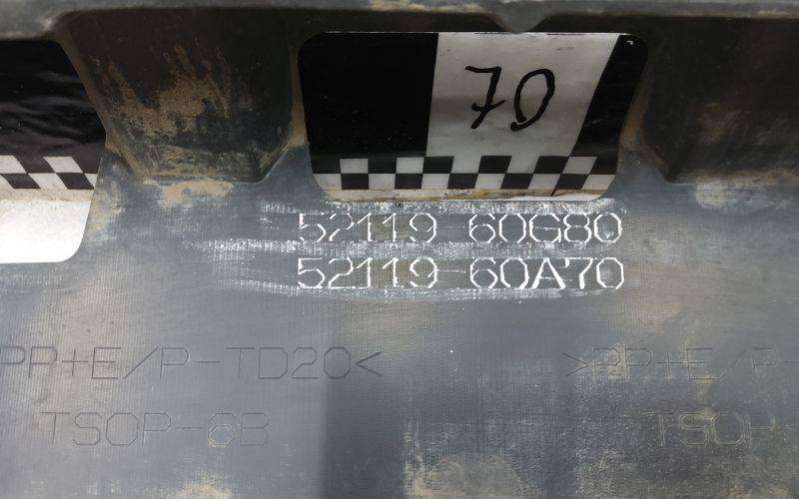 70
52119 60G80
52119 60A70
PP+E/P-TD20< >PP+E/P-
TSOP-6B TSOP-